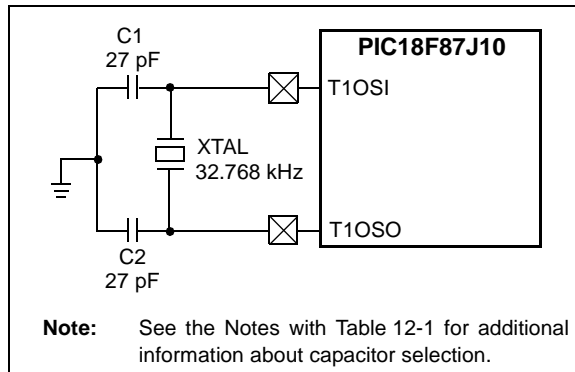 C1
27 pF
PIC18F87J10
T1OSI
XTAL
32.768 kHz
T1OSO
C2
27 pF
Note: See the Notes with Table 12-1 for additional
information about capacitor selection.